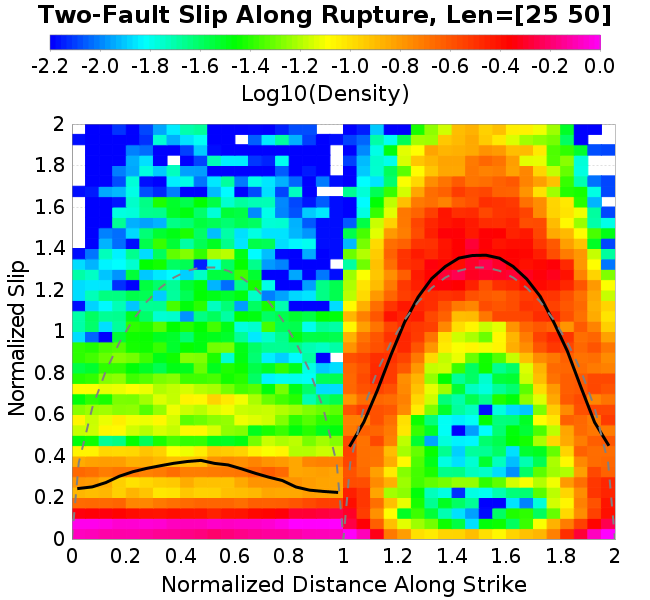 Two-Fault Slip Along Rupture, Len=[25 50]
-2.2 -2.0 -1.8 -1.6 -1.4 -1.2 -1.0 -0.8 -0.6 -0.4 -0.2 0.0
Log10(Density)
2
1.8
1.6
1.4
1.2
1
0.8
0.6
0.4
0.2
0
Normalized Slip
0 0.2 0.4 0.6 0.8 1 1.2 1.4 1.6 1.8 2
Normalized Distance Along Strike